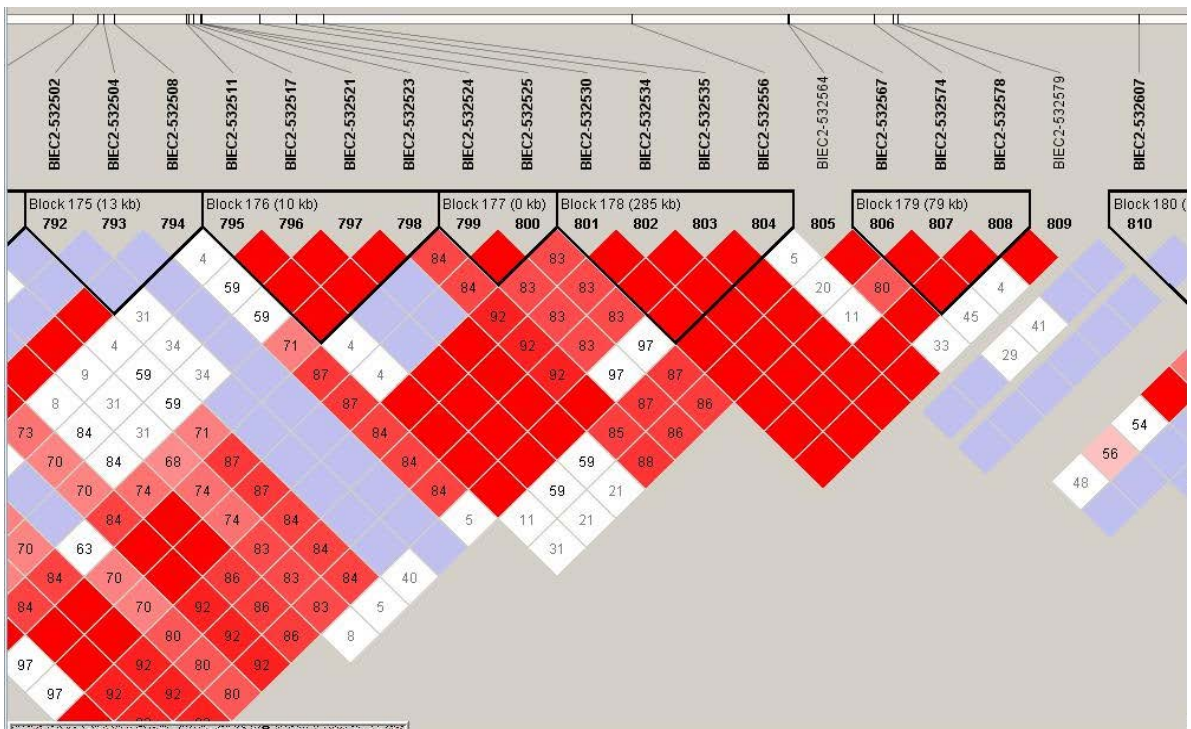 BIEC2-532502 BIEC2-532504 BIEC2-532508 BIEC2-532511 BIEC2-532517 BIEC2-532521 BIEC2-532523 BIEC2-532524 BIEC2-532525 BIEC2-532530 BIEC2-532534 BIEC2-532535 BIEC2-532556 BIEC2-532564 BIEC2-532567 BIEC2-532574 BIEC2-532578 BIEC2-532579 BIEC2-532607
Block 175 (13 kb) Block 176 (10 kb) Block 177 (0 kb) Block 178 (285 kb) Block 179 (79 kb) Block 180 (
792 793 794 795 796 797 798 799 800 801 802 803 804 805 806 807 808 809 810
4 84 83 5
59 84 83 83 20 80 4
31 59 92 83 83 11 45 41
4 34 71 4 92 83 97 33 29
9 59 34 87 4 92 97 87
8 31 59 87 87 86 54
73 84 31 71 84 85 86 56
70 84 68 87 84 59 88 48
70 74 74 87 84 59 21
84 74 84 5 11 21
70 63 83 84 31
84 70 86 83 84 40
84 70 92 86 83 5
80 92 86 8
97 92 80 92
97 92 92 80